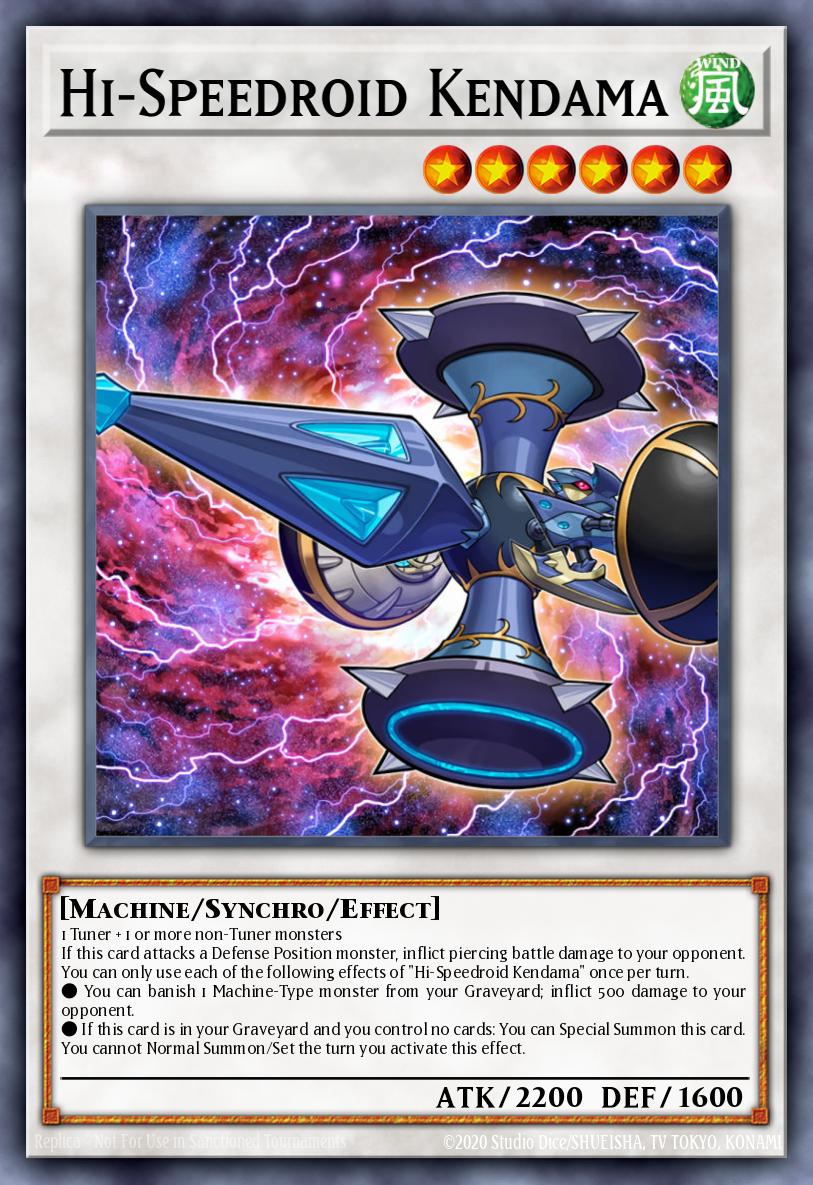 Hi-Speedroid Kendama
WIND
風
[Machine/Synchro/Effect]
1 Tuner + 1 or more non-Tuner monsters
If this card attacks a Defense Position monster, inflict piercing battle damage to your opponent.
You can only use each of the following effects of "Hi-Speedroid Kendama" once per turn.
● You can banish 1 Machine-Type monster from your Graveyard; inflict 500 damage to your
opponent.
● If this card is in your Graveyard and you control no cards: You can Special Summon this card.
You cannot Normal Summon/Set the turn you activate this effect.
ATK/2200 DEF/1600
Replica - Not For Use in Sanctioned Tournaments
©2020 Studio Dice/SHUEISHA, TV TOKYO, KONAMI